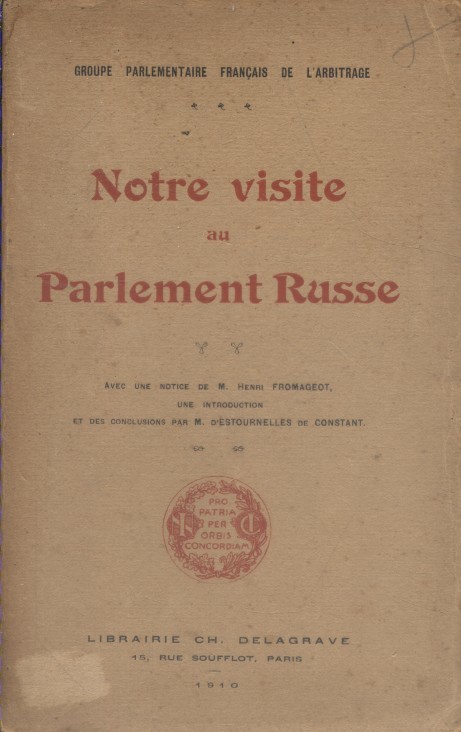 GROUPE PARLEMENTAIRE FRANÇAIS DE L'ARBITRAGE
Notre visite
au
Parlement Russe
AVEC UNE NOTICE DE M. HENRI FROMAGEOT,
UNE INTRODUCTION
ET DES CONCLUSIONS PAR M. D'ESTOURNELLES DE CONSTANT.
PRO
PATRIA
PER
ORBIS
CONCORDIAM
LIBRAIRIE CH. DELAGRAVE
15, RUE SOUFFLOT, PARIS
1910